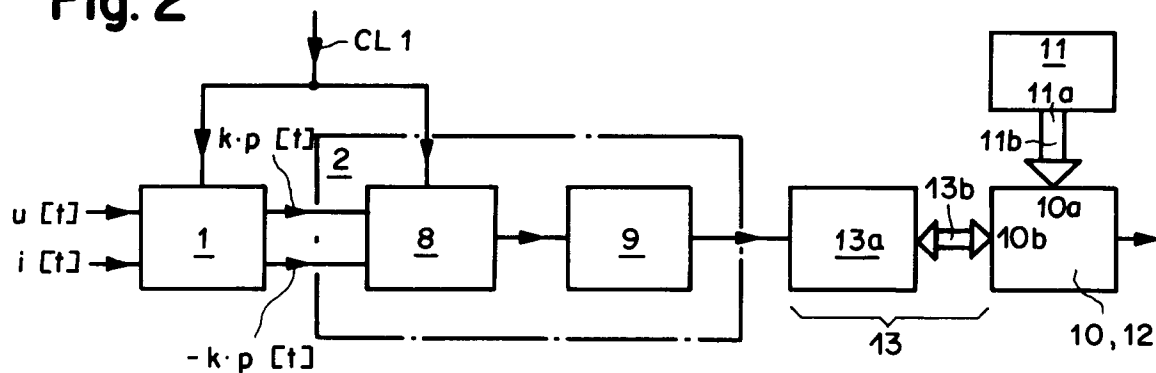 Fig. 2
CL 1
11
11a
11b
k·p [t]
2
u [t]
i [t]
1
8
9
13a
13b
10a
10b
13
10, 12
-k·p [t]